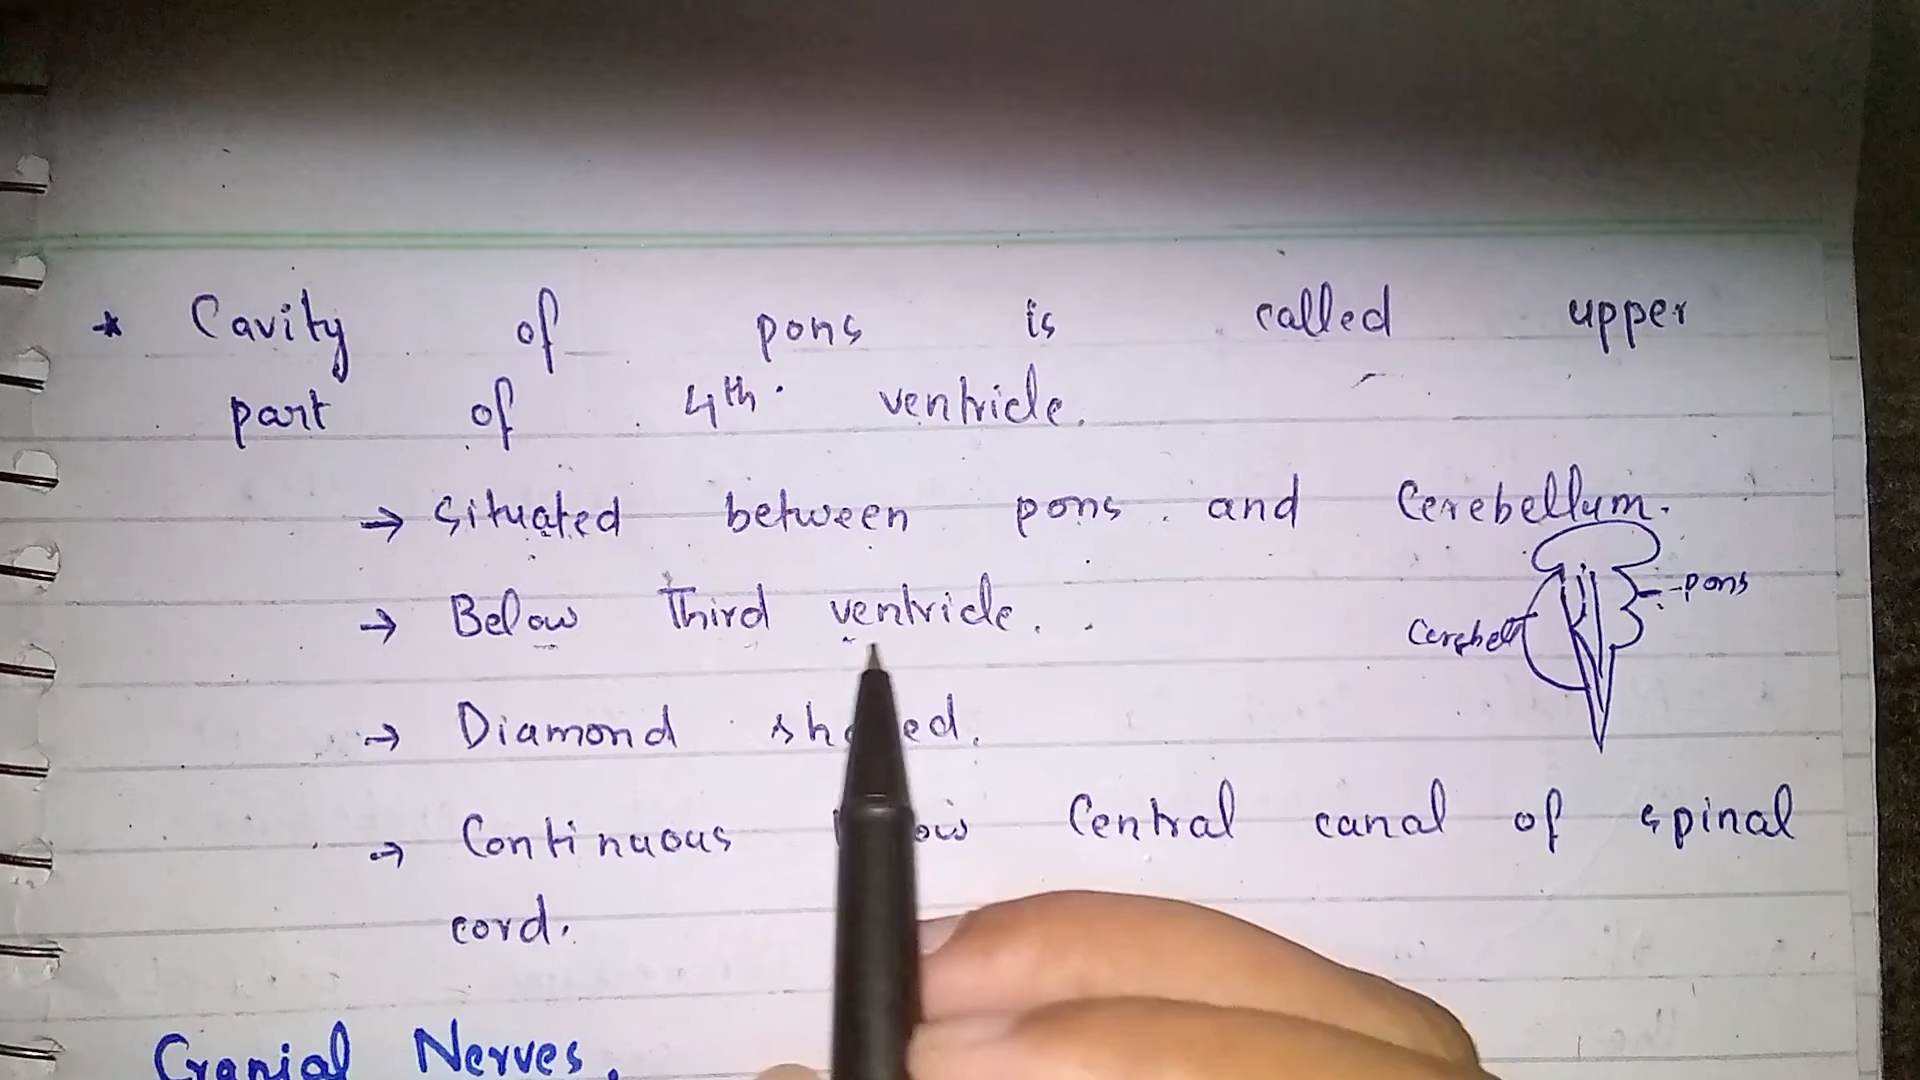 * Cavity of pons is called upper
part of 4th ventricle.
→ Situated between pons and Cerebellum.
→ Below Third ventricle.
pons
→ Diamond
→ Continuous Central canal of spinal
cord.
Cranial Nerves.